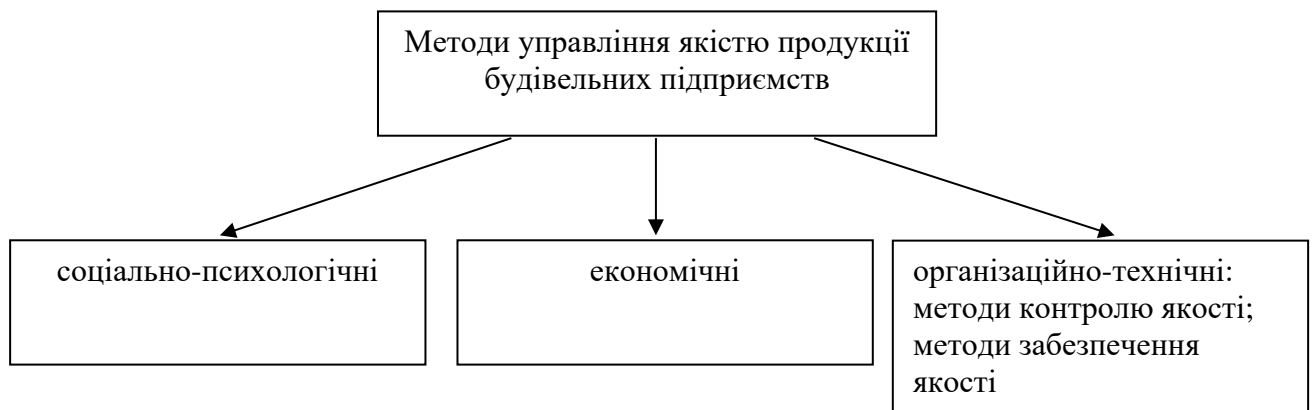 Методи управління якістю продукції
будівельних підприємств
соціально-психологічні
економічні
організаційно-технічні:
методи контролю якості;
методи забезпечення
якості